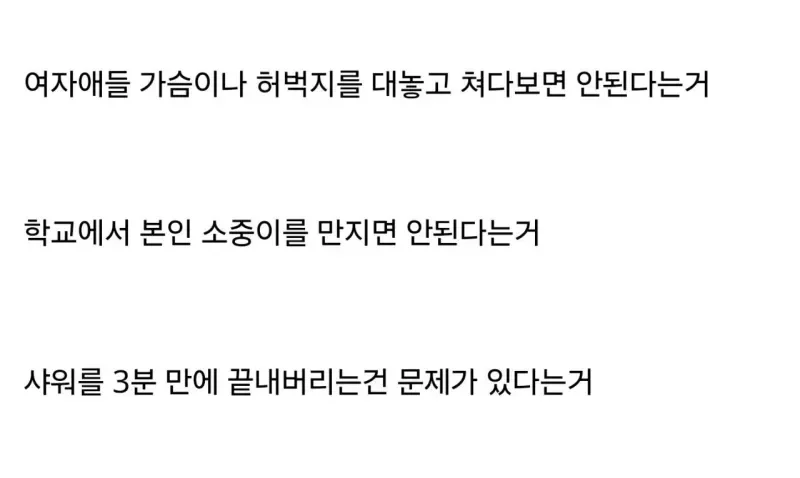 여자애들 가슴이나 허벅지를 대놓고 쳐다보면 안된다는거
학교에서 본인 소중이를 만지면 안된다는거
샤워를 3분 만에 끝내버리는건 문제가 있다는거